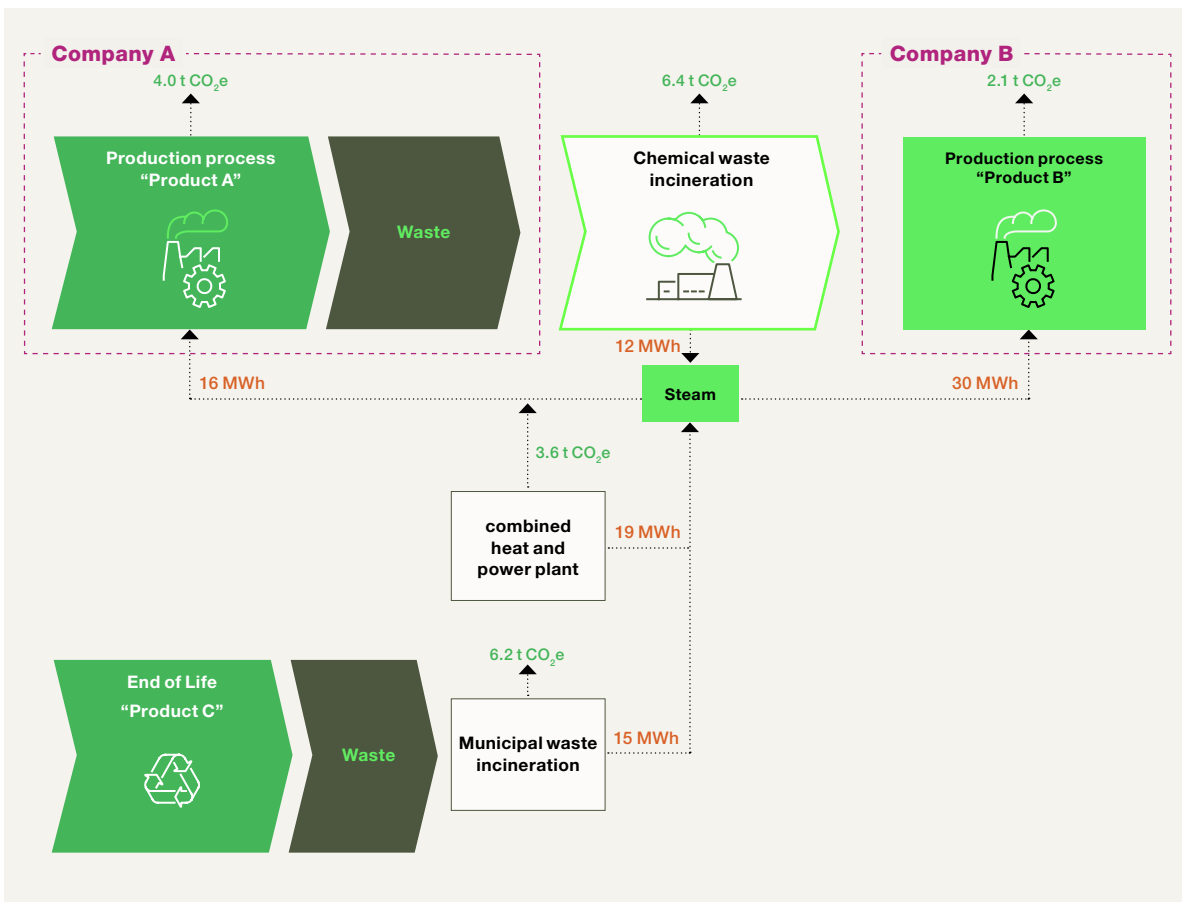 Company A
Company B
4.0 t CO₂e
6.4 t CO₂e
2.1 t CO₂e
Production process
“Product A”
Waste
Chemical waste
incineration
Production process
“Product B”
12 MWh
16 MWh
Steam
30 MWh
3.6 t CO₂e
combined
heat and
power plant
19 MWh
6.2 t CO₂e
End of Life
“Product C”
Waste
Municipal waste
incineration
15 MWh